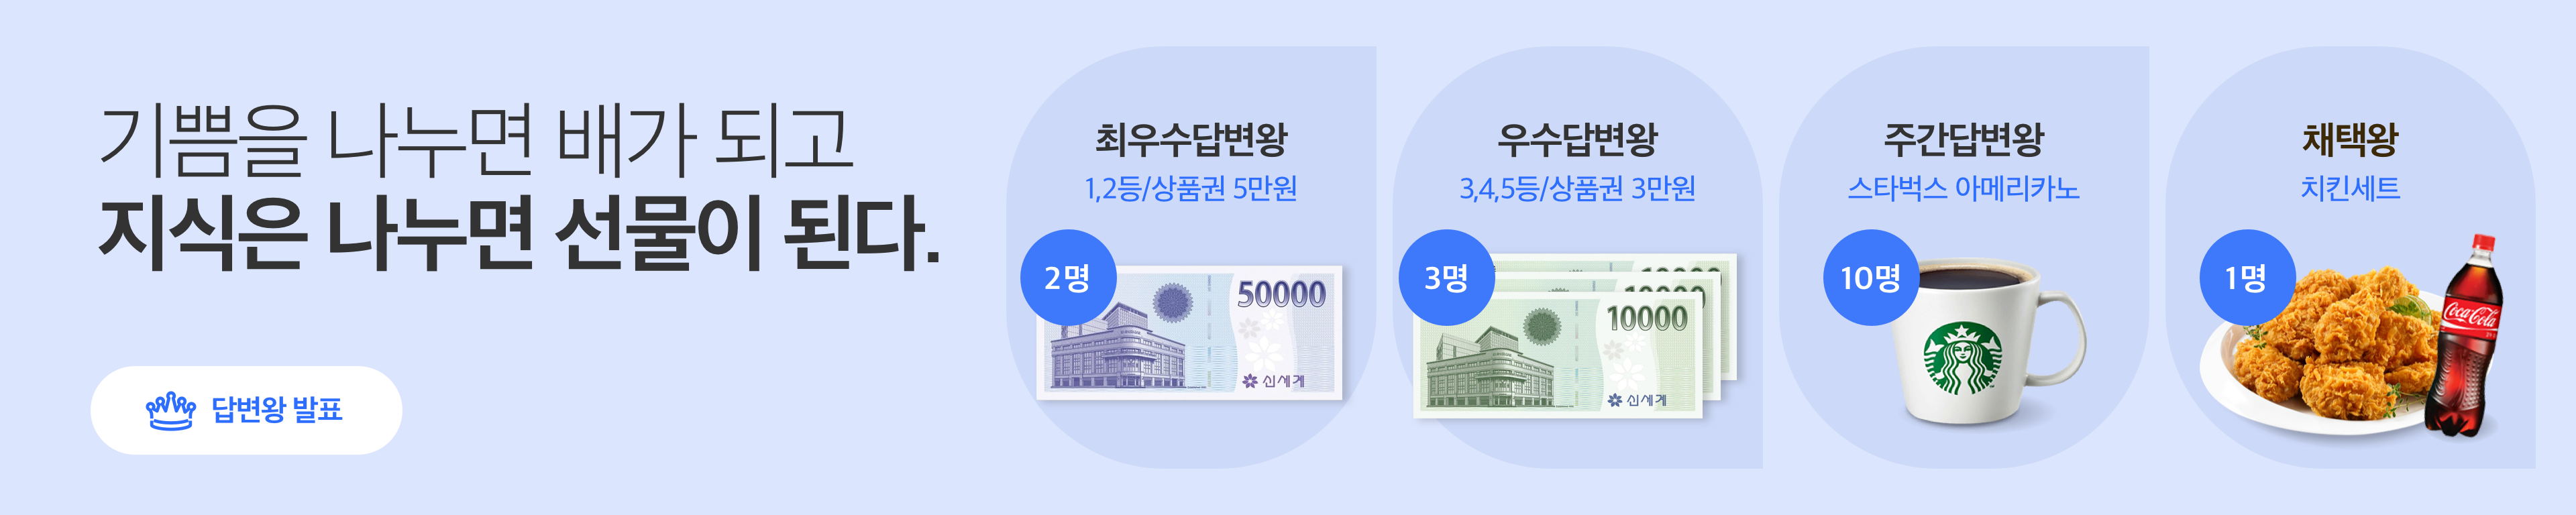 기쁨을 나누면 배가 되고
지식은 나누면 선물이 된다.
답변왕 발표
최우수답변왕
1,2등/상품권 5만원
2명
50000
신세계
우수답변왕
3,4,5등/상품권 3만원
3명
10000
10000
10000
신세계
주간답변왕
스타벅스 아메리카노
10명
채택왕
치킨세트
1명
Coca-Cola